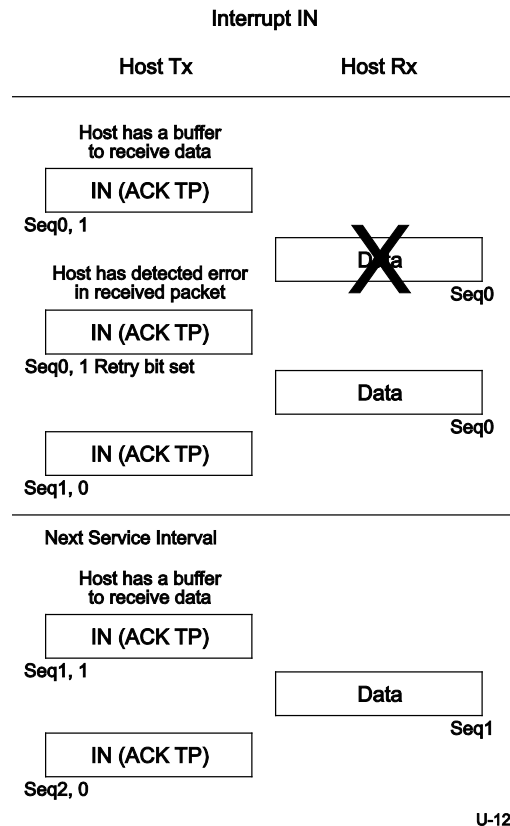 Interrupt IN
Host Tx
Host Rx
Host has a buffer
to receive data
IN (ACK TP)
Seq0, 1
Data
Seq0
Host has detected error
in received packet
IN (ACK TP)
Seq0, 1 Retry bit set
Data
Seq0
IN (ACK TP)
Seq1, 0
Next Service Interval
Host has a buffer
to receive data
IN (ACK TP)
Seq1, 1
Data
Seq1
IN (ACK TP)
Seq2, 0
U-12